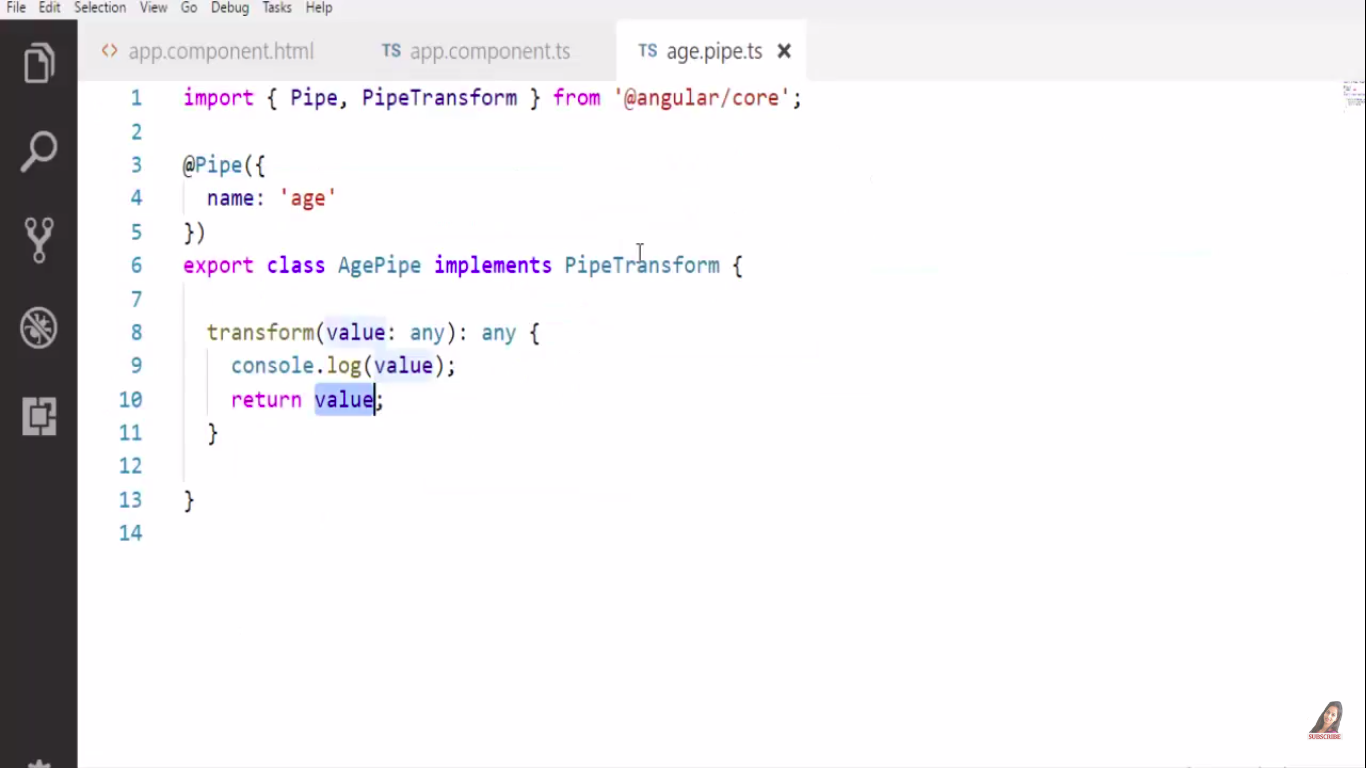 File Edit Selection View Go Debug Tasks Help
<> app.component.html TS app.component.ts TS age.pipe.ts ×
1 import { Pipe, PipeTransform } from '@angular/core';
2
3 @Pipe({
4 name: 'age'
5 })
6 export class AgePipe implements PipeTransform {
7
8 transform(value: any): any {
9 console.log(value);
10 return value;
11 }
12
13 }
14
SUBSCRIBE